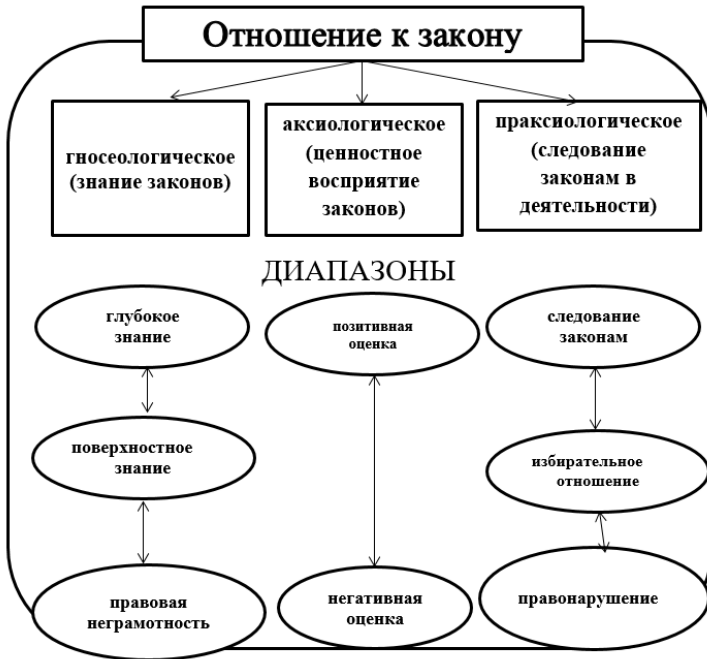 Отношение к закону
гносеологическое
(знание законов)
аксиологическое
(ценностное
восприятие
законов)
праксиологическое
(следование
законам в
деятельности)
ДИАПАЗОНЫ
глубокое
знание
позитивная
оценка
следование
законам
поверхностное
знание
избирательное
отношение
правовая
неграмотность
негативная
оценка
правонарушение